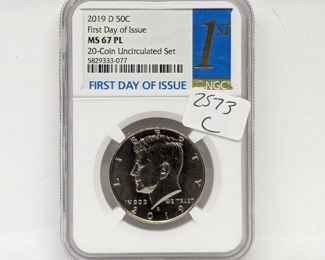 2019 D 50C
First Day of Issue
MS 67 PL
20-Coin Uncirculated Set
5829333-077
1ST
NGC
FIRST DAY OF ISSUE
2573
C
LIBERTY
IN GOD WE TRUST
D
2019